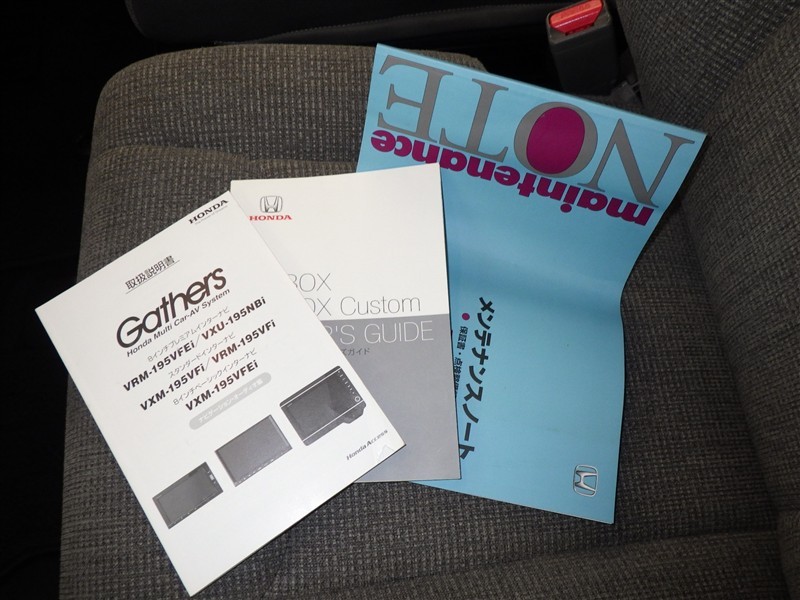 HONDA
取扱説明書
Gathers
Honda Multi Car-AV System
8インチプレミアムインターナビ
VRM-195VFEi/VXU-195NBi
スタンダードインターナビ
VXM-195VFi/VRM-195VFi
8インチベーシックインターナビ
VXM-195VFEi
Honda Access
HONDA
BOX
OX Custom
R'S GUIDE
ガイド
maintenance
NOTE
メンテナンスノート
保証書・点検整備